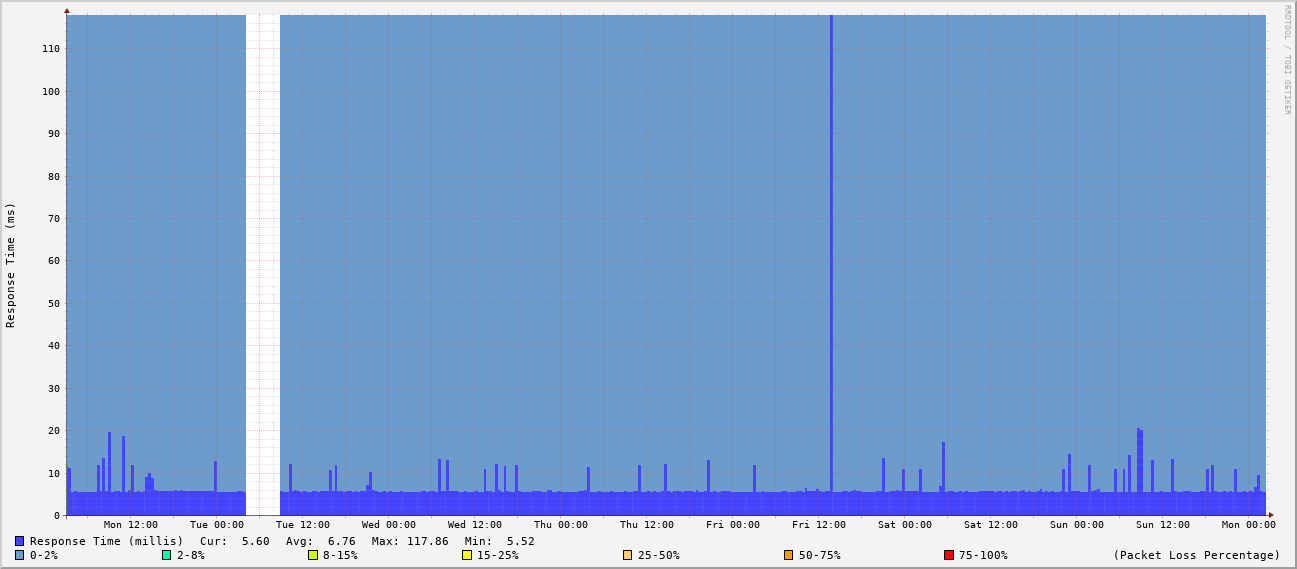 RRDTOOL / TOBI OETIKER
Response Time (ms)
110
100
90
80
70
60
50
40
30
20
10
0
Mon 12:00 Tue 00:00 Tue 12:00 Wed 00:00 Wed 12:00 Thu 00:00 Thu 12:00 Fri 00:00 Fri 12:00 Sat 00:00 Sat 12:00 Sun 00:00 Sun 12:00 Mon 00:00
Response Time (millis) Cur: 5.60 Avg: 6.76 Max: 117.86 Min: 5.52
0-2% 2-8% 8-15% 15-25% 25-50% 50-75% 75-100% (Packet Loss Percentage)